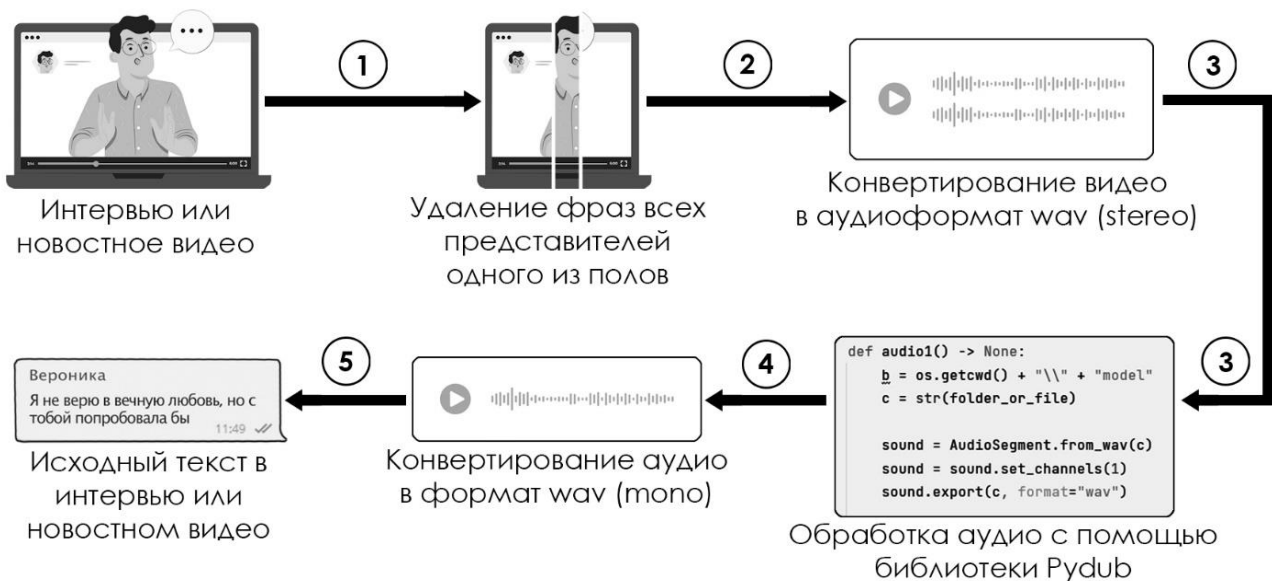 1
2
3
Интервью или
новостное видео
Удаление фраз всех
представителей
одного из полов
Конвертирование видео
в аудиоформат wav (stereo)
5
4
3
Вероника
Я не верю в вечную любовь, но с
тобой попробовала бы
11:49
Исходный текст в
интервью или
новостном видео
Конвертирование аудио
в формат wav (mono)
def audio1() -> None:
b = os.getcwd() + "\\" + "model"
c = str(folder_or_file)
sound = AudioSegment.from_wav(c)
sound = sound.set_channels(1)
sound.export(c, format="wav")
Обработка аудио с помощью
библиотеки Pydub